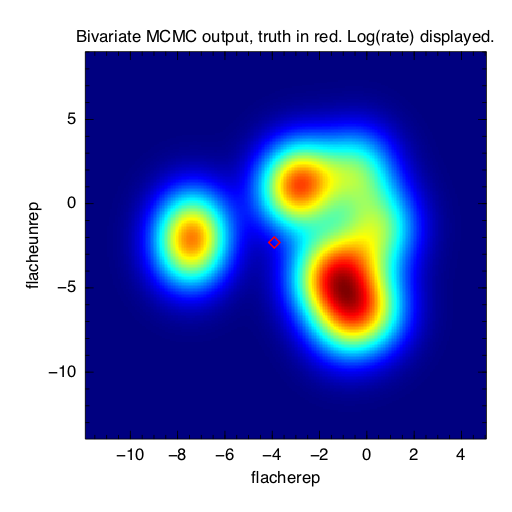 Bivariate MCMC output, truth in red. Log(rate) displayed.
5
0
−5
−10
flacheunrep
−10 −8 −6 −4 −2 0 2 4
flacherep